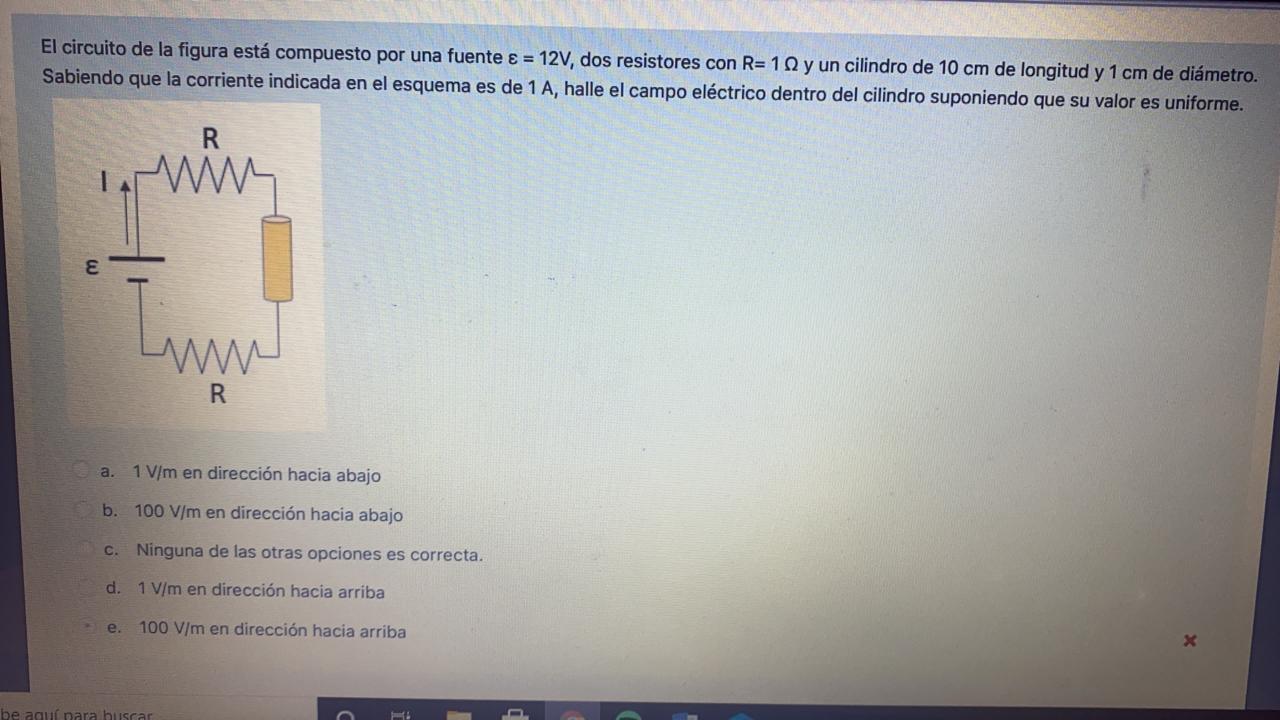 El circuito de la figura está compuesto por una fuente ε = 12V, dos resistores con R= 1 Ω y un cilindro de 10 cm de longitud y 1 cm de diámetro.
Sabiendo que la corriente indicada en el esquema es de 1 A, halle el campo eléctrico dentro del cilindro suponiendo que su valor es uniforme.
R
I
ε
R
a. 1 V/m en dirección hacia abajo
b. 100 V/m en dirección hacia abajo
c. Ninguna de las otras opciones es correcta.
d. 1 V/m en dirección hacia arriba
e. 100 V/m en dirección hacia arriba
be aquí para buscar